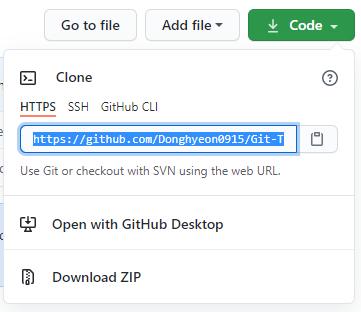 Go to file Add file Code
Clone
HTTPS SSH GitHub CLI
https://github.com/Donghyeon0915/Git-T
Use Git or checkout with SVN using the web URL.
Open with GitHub Desktop
Download ZIP